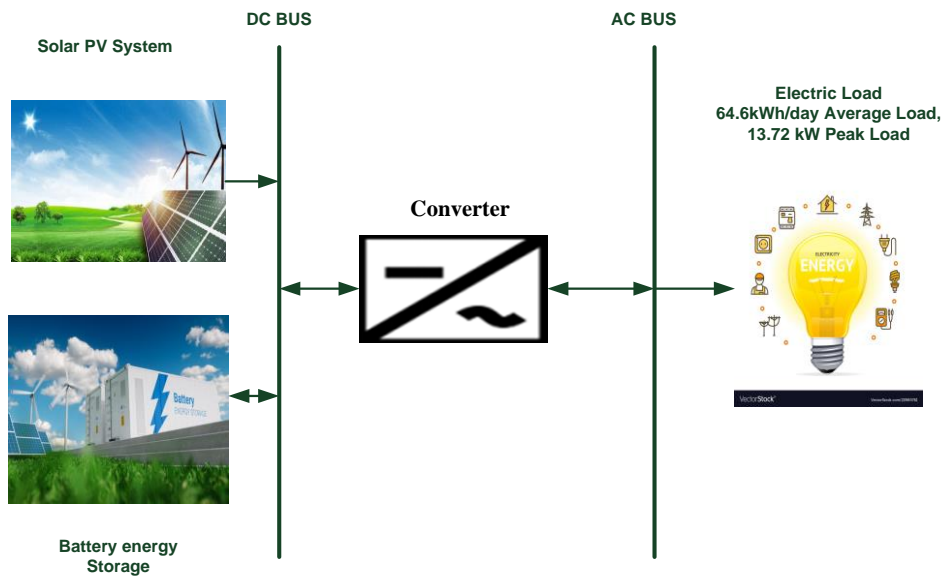 DC BUS
AC BUS
Solar PV System
Electric Load
64.6kWh/day Average Load,
13.72 kW Peak Load
Converter
ELECTRICITY
ENERGY
Battery
ENERGY STORAGE
VectorStock
Battery energy
Storage